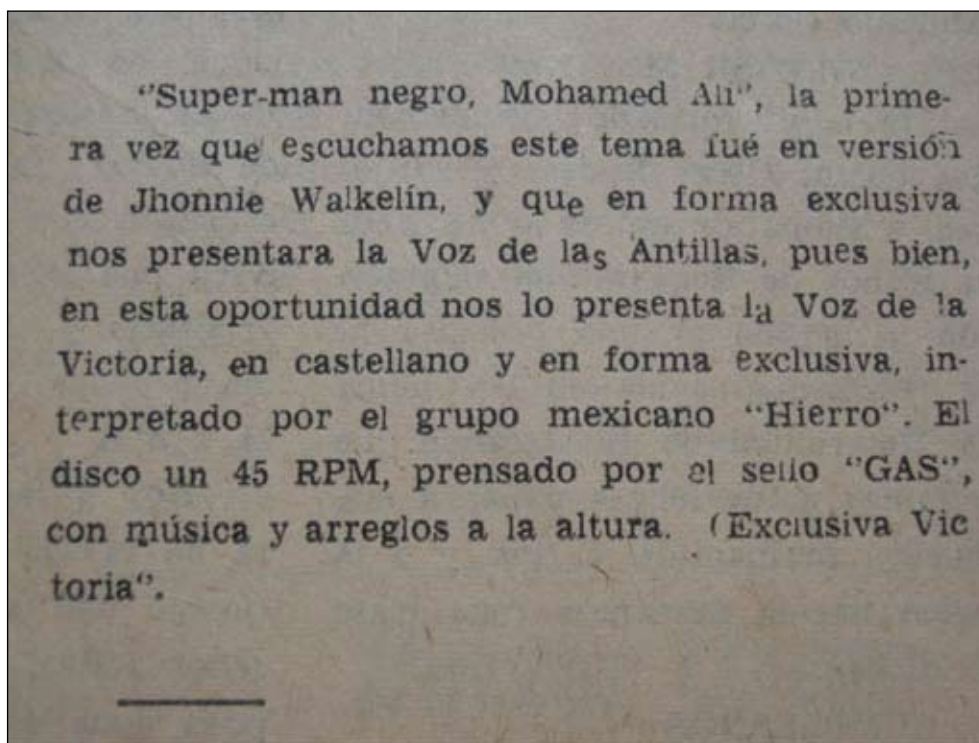 “Super-man negro, Mohamed Ali“, la prime-
ra vez que escuchamos este tema fué en versión
de Jhonnie Walkelín, y que en forma exclusiva
nos presentara la Voz de las Antillas, pues bien,
en esta oportunidad nos lo presenta la Voz de la
Victoria, en castellano y en forma exclusiva, in-
terpretado por el grupo mexicano “Hierro“. El
disco un 45 RPM, prensado por el sello “GAS“,
con música y arreglos a la altura. (Exclusiva Vic
toria“.